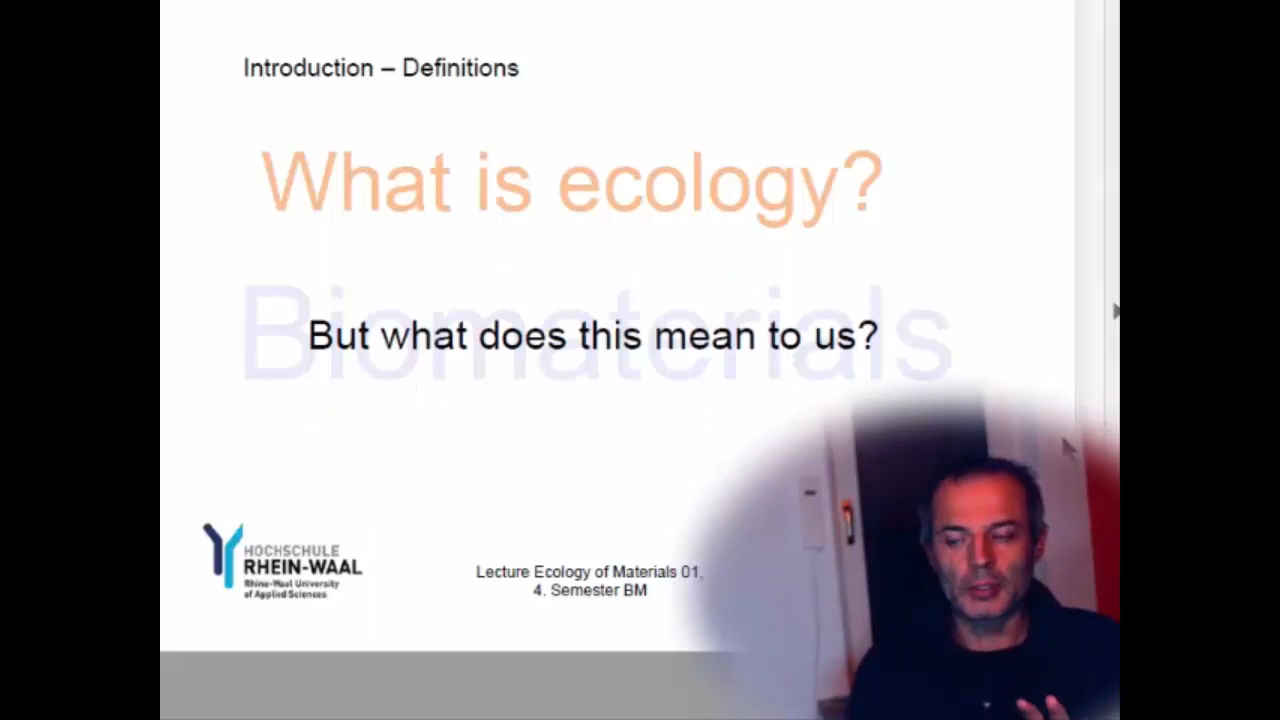 Introduction – Definitions
What is ecology?
Biomaterials
But what does this mean to us?
HOCHSCHULE
RHEIN-WAAL
Rhine-Waal University
of Applied Sciences
Lecture Ecology of Materials 01,
4. Semester BM